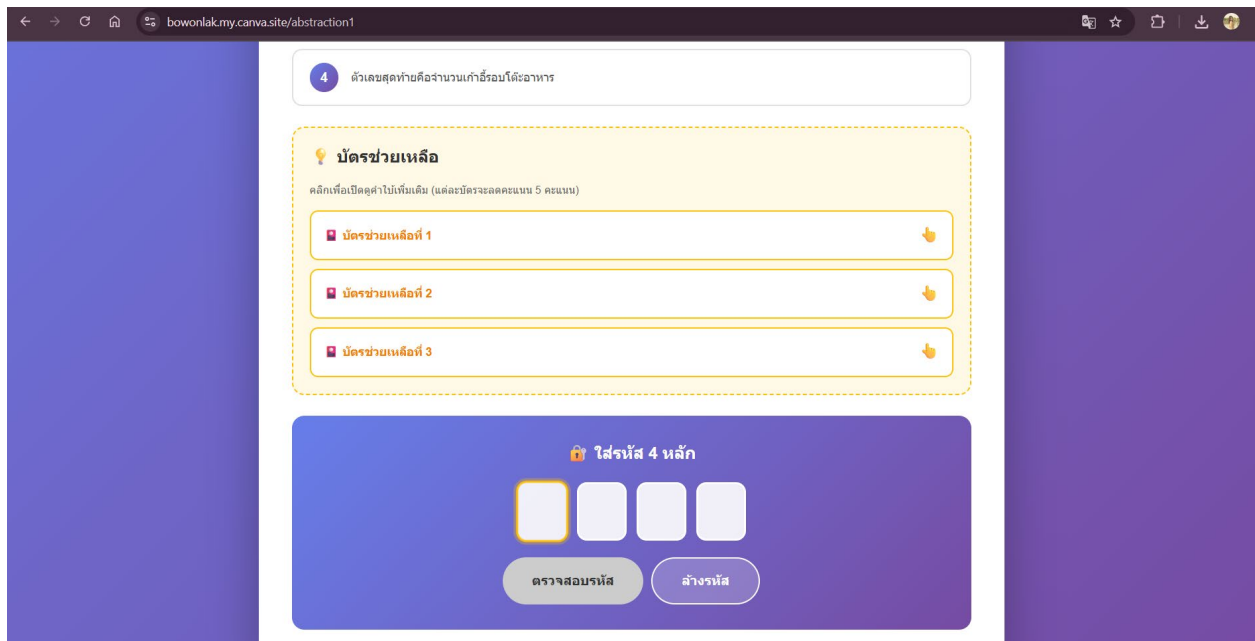 bowonlak.my.canva.site/abstraction1
4 ตัวเลขสุดท้ายคือจำนวนเก้าอี้รอบโต๊ะอาหาร
บัตรช่วยเหลือ
คลิกเพื่อเปิดดูคำใบ้เพิ่มเติม (แต่ละบัตรจะลดคะแนน 5 คะแนน)
บัตรช่วยเหลือที่ 1
บัตรช่วยเหลือที่ 2
บัตรช่วยเหลือที่ 3
ใส่รหัส 4 หลัก
ตรวจสอบรหัส ล้างรหัส